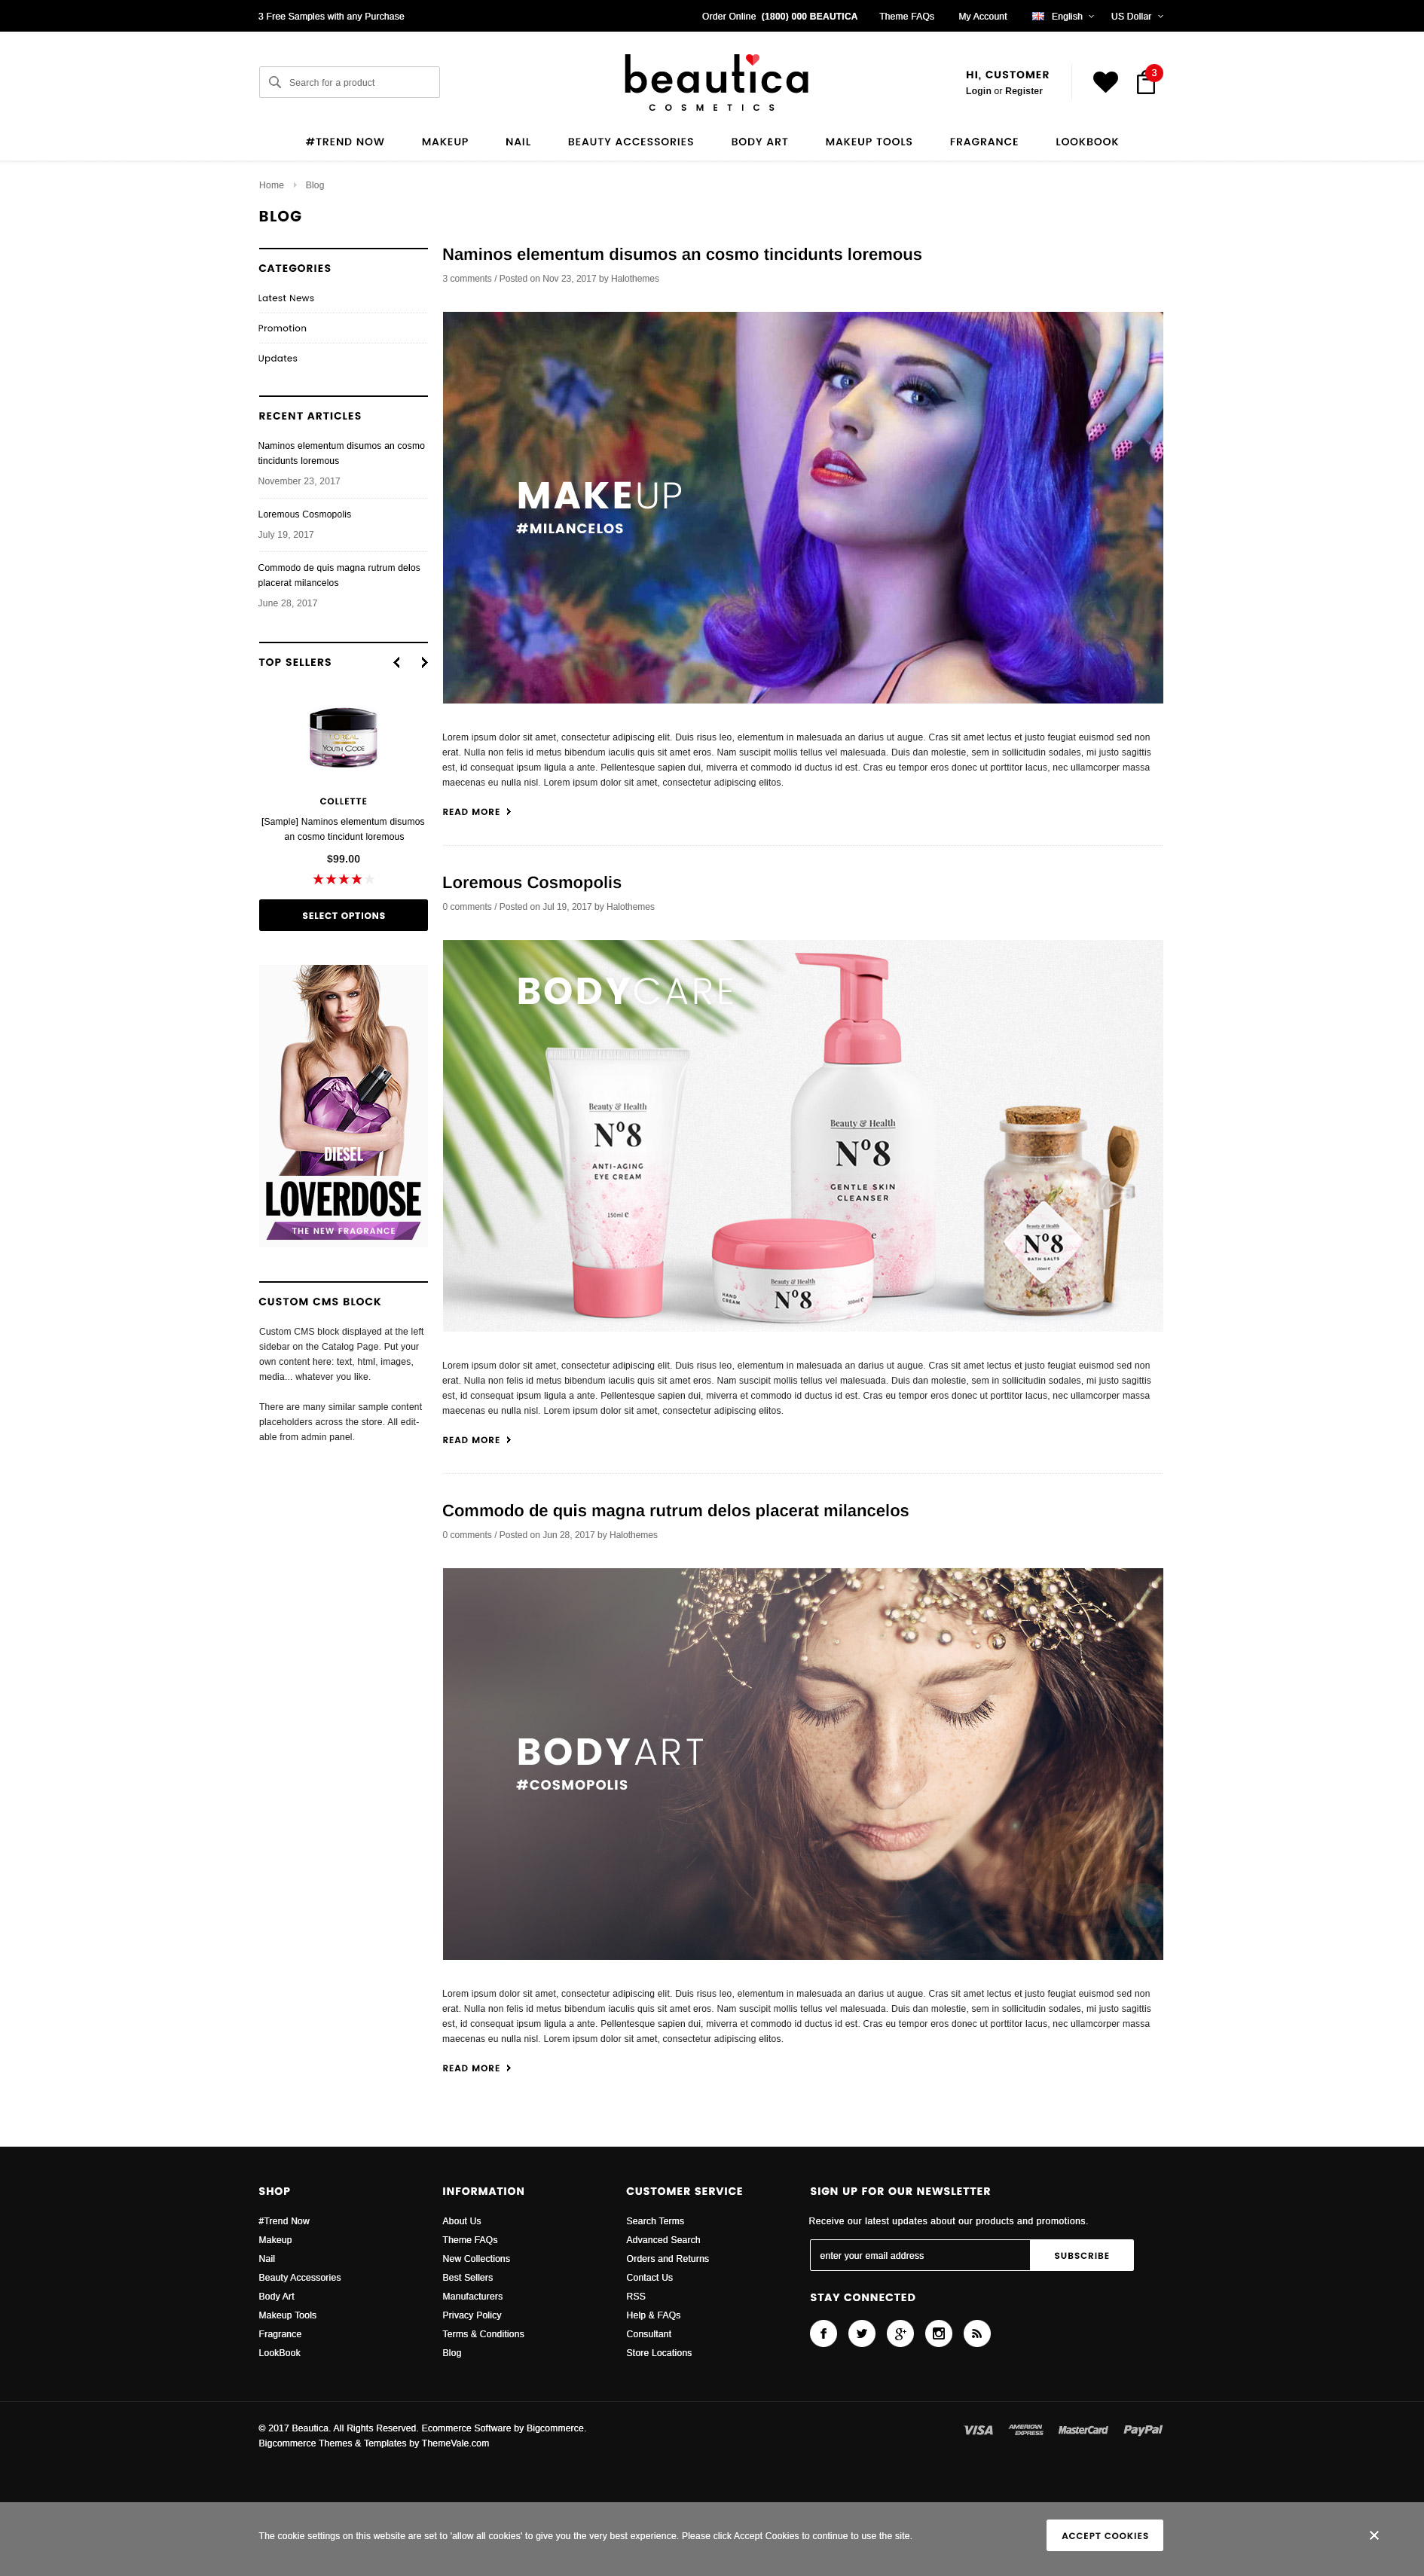 3 Free Samples with any Purchase
Order Online (1800) 000 BEAUTICA
Theme FAQs
My Account
English
US Dollar
Search for a product
beautica
COSMETICS
HI, CUSTOMER
Login or Register
3
#TREND NOW
MAKEUP
NAIL
BEAUTY ACCESSORIES
BODY ART
MAKEUP TOOLS
FRAGRANCE
LOOKBOOK
Home
Blog
BLOG
CATEGORIES
Latest News
Promotion
Updates
RECENT ARTICLES
Naminos elementum disumos an cosmo
tincidunts loremous
November 23, 2017
Loremous Cosmopolis
July 19, 2017
Commodo de quis magna rutrum delos
placerat milancelos
June 28, 2017
TOP SELLERS
YOUTH CODE
COLLETTE
[Sample] Naminos elementum disumos
an cosmo tincidunt loremous
$99.00
SELECT OPTIONS
DIESEL
LOVERDOSE
THE NEW FRAGRANCE
CUSTOM CMS BLOCK
Custom CMS block displayed at the left
sidebar on the Catalog Page. Put your
own content here: text, html, images,
media... whatever you like.
There are many similar sample content
placeholders across the store. All edit-
able from admin panel.
Naminos elementum disumos an cosmo tincidunts loremous
3 comments / Posted on Nov 23, 2017 by Halothemes
MAKEUP
#MILANCELOS
Lorem ipsum dolor sit amet, consectetur adipiscing elit. Duis risus leo, elementum in malesuada an darius ut augue. Cras sit amet lectus et justo feugiat euismod sed non
erat. Nulla non felis id metus bibendum iaculis quis sit amet eros. Nam suscipit mollis tellus vel malesuada. Duis dan molestie, sem in sollicitudin sodales, mi justo sagittis
est, id consequat ipsum ligula a ante. Pellentesque sapien dui, miverra et commodo id ductus id est. Cras eu tempor eros donec ut porttitor lacus, nec ullamcorper massa
maecenas eu nulla nisl. Lorem ipsum dolor sit amet, consectetur adipiscing elitos.
READ MORE
Loremous Cosmopolis
0 comments / Posted on Jul 19, 2017 by Halothemes
BODYCARE
Beauty & Health
Nº8
ANTI-AGING
EYE CREAM
150ml e
Beauty & Health
Nº8
GENTLE SKIN
CLEANSER
Beauty & Health
Nº8
HAND
CREAM
Beauty & Health
Nº8
BATH SALTS
Lorem ipsum dolor sit amet, consectetur adipiscing elit. Duis risus leo, elementum in malesuada an darius ut augue. Cras sit amet lectus et justo feugiat euismod sed non
erat. Nulla non felis id metus bibendum iaculis quis sit amet eros. Nam suscipit mollis tellus vel malesuada. Duis dan molestie, sem in sollicitudin sodales, mi justo sagittis
est, id consequat ipsum ligula a ante. Pellentesque sapien dui, miverra et commodo id ductus id est. Cras eu tempor eros donec ut porttitor lacus, nec ullamcorper massa
maecenas eu nulla nisl. Lorem ipsum dolor sit amet, consectetur adipiscing elitos.
READ MORE
Commodo de quis magna rutrum delos placerat milancelos
0 comments / Posted on Jun 28, 2017 by Halothemes
BODYART
#COSMOPOLIS
Lorem ipsum dolor sit amet, consectetur adipiscing elit. Duis risus leo, elementum in malesuada an darius ut augue. Cras sit amet lectus et justo feugiat euismod sed non
erat. Nulla non felis id metus bibendum iaculis quis sit amet eros. Nam suscipit mollis tellus vel malesuada. Duis dan molestie, sem in sollicitudin sodales, mi justo sagittis
est, id consequat ipsum ligula a ante. Pellentesque sapien dui, miverra et commodo id ductus id est. Cras eu tempor eros donec ut porttitor lacus, nec ullamcorper massa
maecenas eu nulla nisl. Lorem ipsum dolor sit amet, consectetur adipiscing elitos.
READ MORE
SHOP
#Trend Now
Makeup
Nail
Beauty Accessories
Body Art
Makeup Tools
Fragrance
LookBook
INFORMATION
About Us
Theme FAQs
New Collections
Best Sellers
Manufacturers
Privacy Policy
Terms & Conditions
Blog
CUSTOMER SERVICE
Search Terms
Advanced Search
Orders and Returns
Contact Us
RSS
Help & FAQs
Consultant
Store Locations
SIGN UP FOR OUR NEWSLETTER
Receive our latest updates about our products and promotions.
enter your email address
SUBSCRIBE
STAY CONNECTED
© 2017 Beautica. All Rights Reserved. Ecommerce Software by Bigcommerce.
Bigcommerce Themes & Templates by ThemeVale.com
VISA
AMERICAN EXPRESS
MasterCard
PayPal
The cookie settings on this website are set to 'allow all cookies' to give you the very best experience. Please click Accept Cookies to continue to use the site.
ACCEPT COOKIES